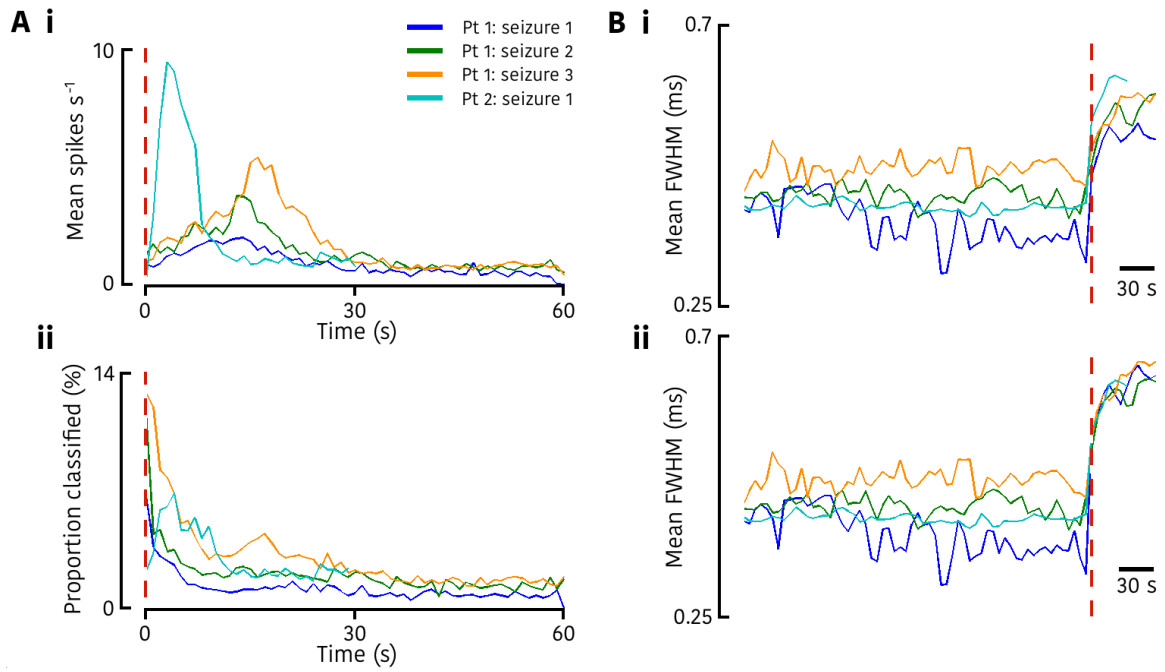 A i
10
Mean spikes s⁻¹
0
0 30 60
Time (s)
Pt 1: seizure 1
Pt 1: seizure 2
Pt 1: seizure 3
Pt 2: seizure 1
ii
14
Proportion classified (%)
0
0 30 60
Time (s)
B i
0.7
Mean FWHM (ms)
0.25
30 s
ii
0.7
Mean FWHM (ms)
0.25
30 s